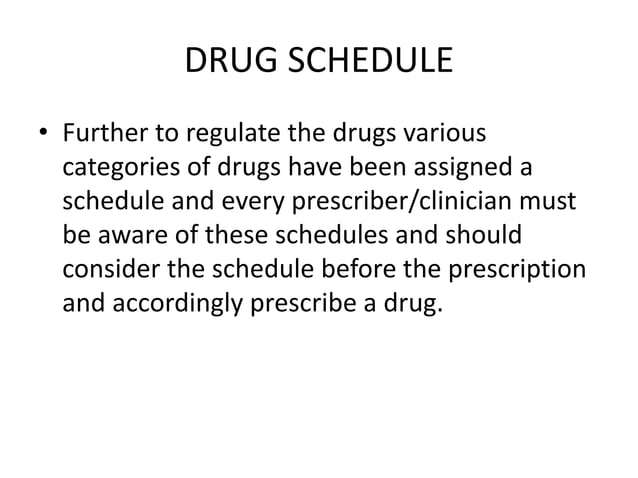 DRUG SCHEDULE
• Further to regulate the drugs various
categories of drugs have been assigned a
schedule and every prescriber/clinician must
be aware of these schedules and should
consider the schedule before the prescription
and accordingly prescribe a drug.